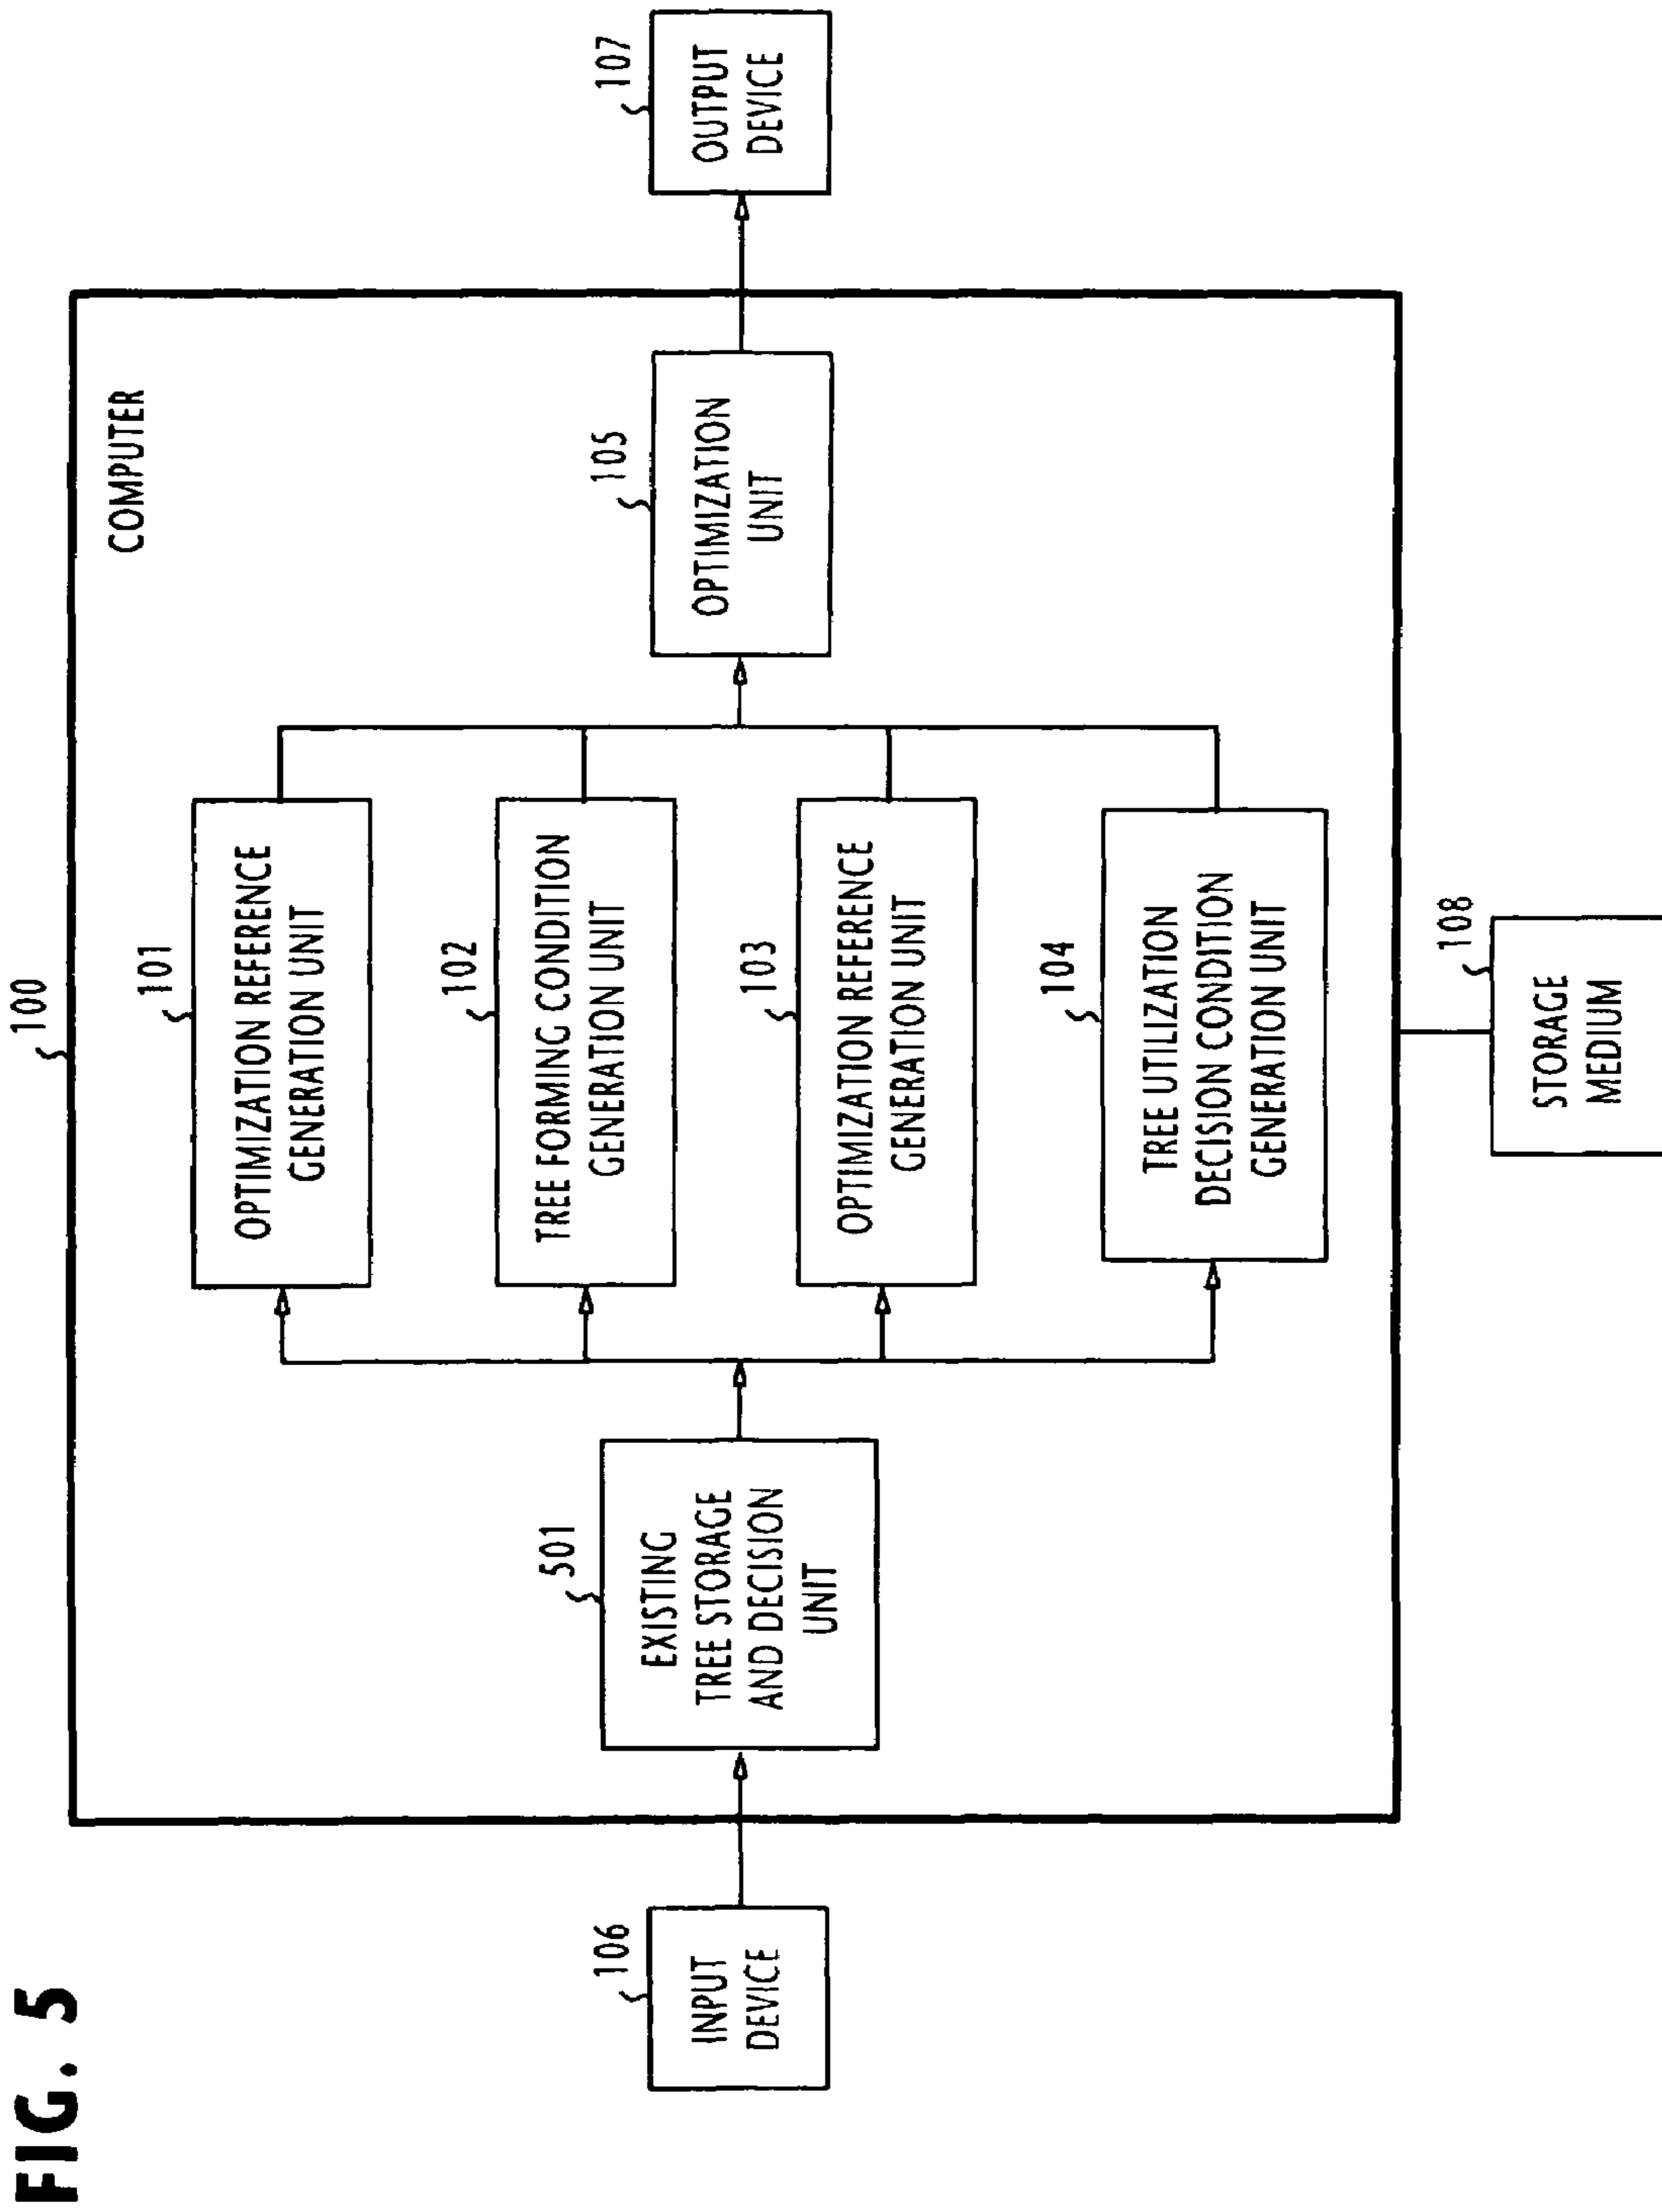 FIG. 5
100
COMPUTER
106
INPUT
DEVICE
501
EXISTING
TREE STORAGE
AND DECISION
UNIT
101
OPTIMIZATION REFERENCE
GENERATION UNIT
102
TREE FORMING CONDITION
GENERATION UNIT
103
OPTIMIZATION REFERENCE
GENERATION UNIT
104
TREE UTILIZATION
DECISION CONDITION
GENERATION UNIT
105
OPTIMIZATION
UNIT
107
OUTPUT
DEVICE
108
STORAGE
MEDIUM